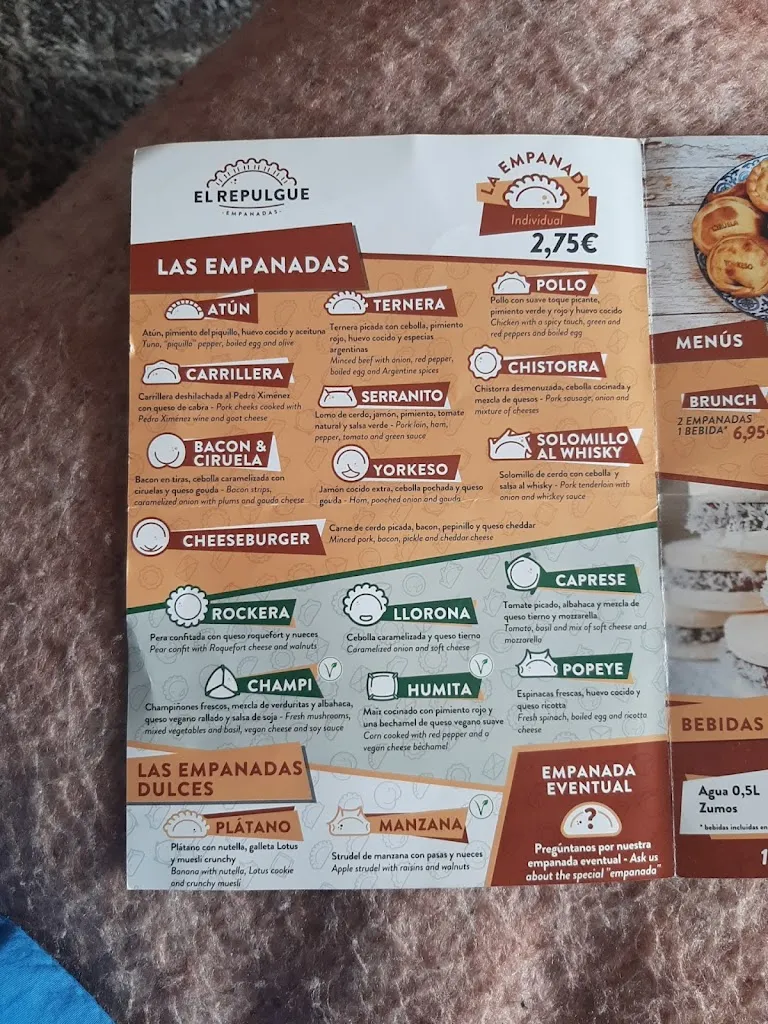 EL REPULGUE
·EMPANADAS·
LA EMPANADA
Individual
2,75€
LAS EMPANADAS
ATÚN
Atún, pimiento del piquillo, huevo cocido y aceituna
Tuna, "piquillo" pepper, boiled egg and olive
TERNERA
Ternera picada con cebolla, pimiento
rojo, huevo cocido y especias
argentinas
Minced beef with onion, red pepper,
boiled egg and Argentine spices
POLLO
Pollo con suave toque picante,
pimiento verde y rojo y huevo cocido
Chicken with a spicy touch, green and
red peppers and boiled egg
CARRILLERA
Carrillera deshilachada al Pedro Ximénez
con queso de cabra - Pork cheeks cooked with
Pedro Ximénez wine and goat cheese
SERRANITO
Lomo de cerdo, jamon, pimiento, tomate
natural y salsa verde - Pork loin, ham,
pepper, tomato and green sauce
CHISTORRA
Chistorra desmenuzada, cebolla cocinada y
mezcla de quesos - Pork sausage, onion and
mixture of cheeses
BACON &
CIRUELA
Bacon en tiras, cebolla caramelizada con
ciruelas y queso gouda - Bacon strips,
caramelized onion with plums and gouda cheese
YORKESO
Jamón cocido extra, cebolla pochada y queso
gouda - Ham, pooched onion and gouda
SOLOMILLO
AL WHISKY
Solomillo de cerdo con cebolla y
salsa al whisky - Pork tenderloin with
onion and whiskey sauce
CHEESEBURGER
Carne de cerdo picada, bacon, pepinillo y queso cheddar
Minced pork, bacon, pickle and cheddar cheese
ROCKERA
Pera confitada con queso roquefort y nueces
Pear confit with Roquefort cheese and walnuts
LLORONA
Cebolla caramelizada y queso tierno
Caramelized onion and soft cheese
CAPRESE
Tomate picado, albahaca y mezcla de
queso tierno y mozzarella
Tomato, basil and mix of soft cheese and
mozzarella
CHAMPI
V
Champiñones frescos, mezcla de verduritas y albahaca,
queso vegano rallado y salsa de soja - Fresh mushrooms,
mixed vegetables and basil, vegan cheese and soy sauce
HUMITA
V
Maíz cocinado con pimiento rojo y
una bechamel de queso vegano suave
Corn cooked with red pepper and a
vegan cheese béchamel
POPEYE
Espinacas frescas, huevo cocido y
queso ricotta
Fresh spinach, boiled egg and ricotta
cheese
LAS EMPANADAS
DULCES
PLÁTANO
Plátano con nutella, galleta Lotus
y muesli crunchy
Banana with nutella, Lotus cookie
and crunchy muesli
MANZANA
V
Strudel de manzana con pasas y nueces
Apple strudel with raisins and walnuts
EMPANADA
EVENTUAL
?
Pregúntanos por nuestra
empanada eventual - Ask us
about the special "empanada"
CIRUELA
MENÚS
BRUNCH
2 EMPANADAS
1 BEBIDA*
6,95
BEBIDAS
Agua 0,5L
Zumos
* bebidas incluidas en
1